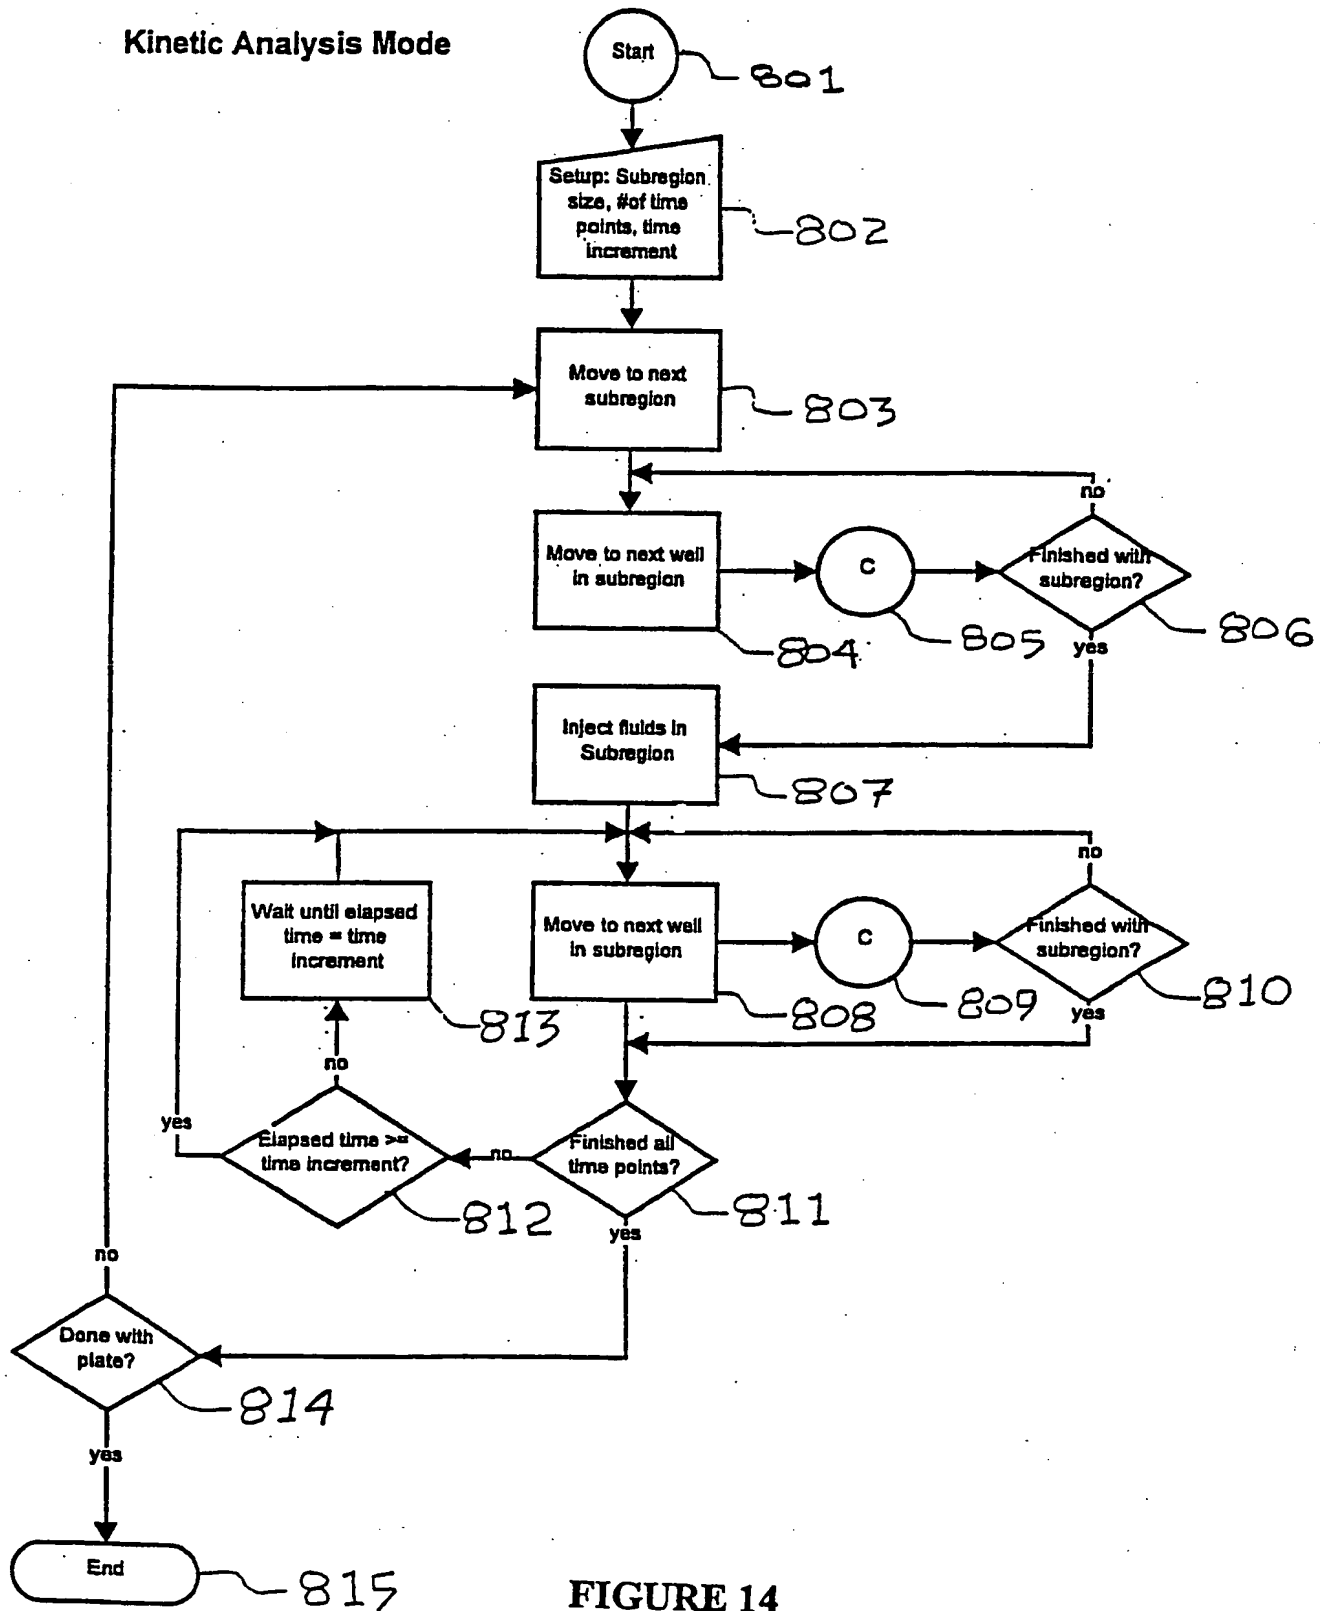 Kinetic Analysis Mode
Start
801
Setup: Subregion
size, #of time
points, time
increment
802
Move to next
subregion
803
no
Move to next well
in subregion
804
C
805
Finished with
subregion?
806
yes
Inject fluids in
Subregion
807
no
Wait until elapsed
time = time
increment
813
Move to next well
in subregion
808
C
809
Finished with
subregion?
810
yes
no
yes
Elapsed time >=
time increment?
812
no
Finished all
time points?
811
yes
no
Done with
plate?
814
yes
End
815
FIGURE 14